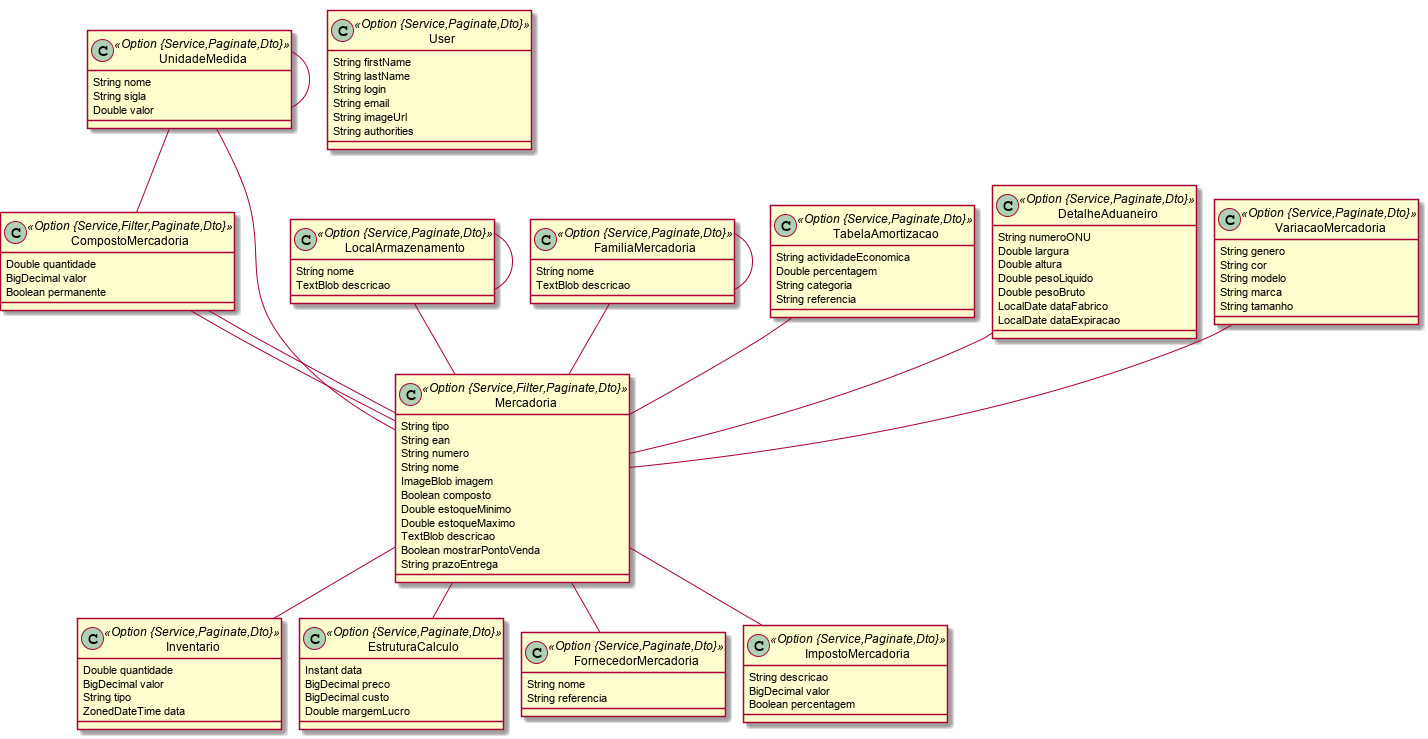 C «Option {Service,Paginate,Dto}»
UnidadeMedida
String nome
String sigla
Double valor
C «Option {Service,Paginate,Dto}»
User
String firstName
String lastName
String login
String email
String imageUrl
String authorities
C «Option {Service,Filter,Paginate,Dto}»
CompostoMercadoria
Double quantidade
BigDecimal valor
Boolean permanente
C «Option {Service,Paginate,Dto}»
LocalArmazenamento
String nome
TextBlob descricao
C «Option {Service,Paginate,Dto}»
FamiliaMercadoria
String nome
TextBlob descricao
C «Option {Service,Paginate,Dto}»
TabelaAmortizacao
String actividadeEconomica
Double percentagem
String categoria
String referencia
C «Option {Service,Paginate,Dto}»
DetalheAduaneiro
String numeroONU
Double largura
Double altura
Double pesoLiquido
Double pesoBruto
LocalDate dataFabrico
LocalDate dataExpiracao
C «Option {Service,Paginate,Dto}»
VariacaoMercadoria
String genero
String cor
String modelo
String marca
String tamanho
C «Option {Service,Filter,Paginate,Dto}»
Mercadoria
String tipo
String ean
String numero
String nome
ImageBlob imagem
Boolean composto
Double estoqueMinimo
Double estoqueMaximo
TextBlob descricao
Boolean mostrarPontoVenda
String prazoEntrega
C «Option {Service,Paginate,Dto}»
Inventario
Double quantidade
BigDecimal valor
String tipo
ZonedDateTime data
C «Option {Service,Paginate,Dto}»
EstruturaCalculo
Instant data
BigDecimal preco
BigDecimal custo
Double margemLucro
C «Option {Service,Paginate,Dto}»
FornecedorMercadoria
String nome
String referencia
C «Option {Service,Paginate,Dto}»
ImpostoMercadoria
String descricao
BigDecimal valor
Boolean percentagem